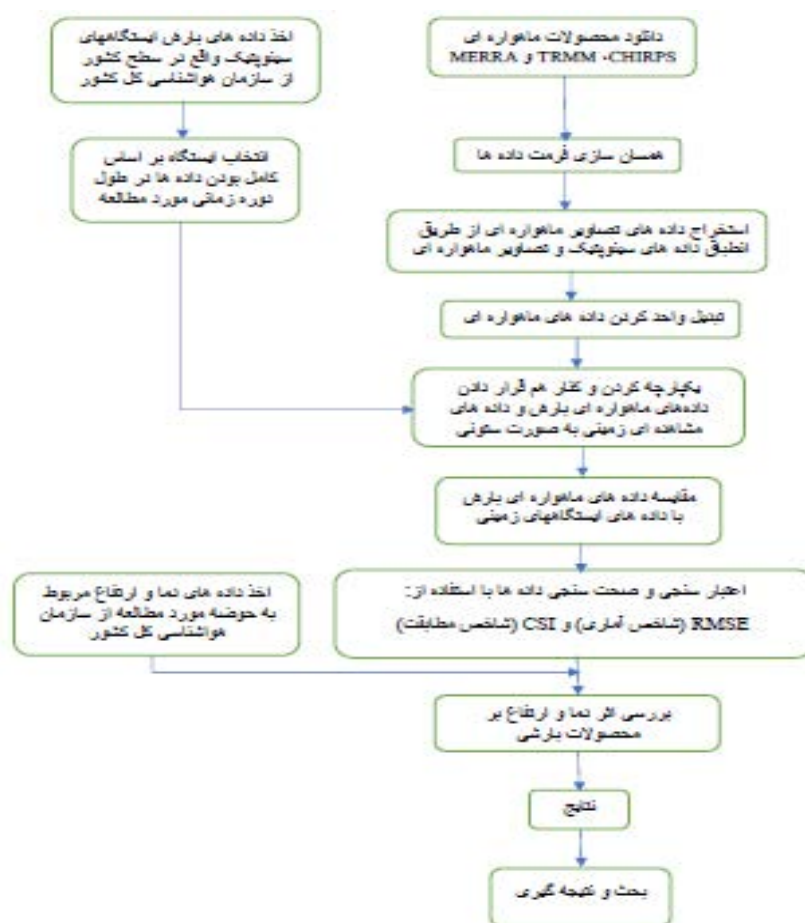 اخذ داده های بارش ایستگاههای
سینوپتیک واقع در سطح کشور
از سازمان هواشناسی کل کشور
انتخاب ایستگاه بر اساس
کامل بودن داده ها در طول
دوره زمانی مورد مطالعه
دانلود محصولات ماهواره ای
CHIRPS، TRMM و MERRA
همسان سازی فرمت داده ها
استخراج داده های تصاویر ماهواره ای از طریق
انطباق داده های سینوپتیک و تصاویر ماهواره ای
تبدیل واحد کردن داده های ماهواره ای
یکپارچه کردن و کنار هم قرار دادن
داده‌های ماهواره ای بارش و داده های
مشاهده ای زمینی به صورت ستونی
مقایسه داده های ماهواره ای بارش
با داده های ایستگاههای زمینی
اعتبار سنجی و صحت سنجی داده ها با استفاده از:
RMSE (شاخص آماری) و CSI (شاخص مطابقت)
اخذ داده های دما و ارتفاع مربوط
به حوضه مورد مطالعه از سازمان
هواشناسی کل کشور
بررسی اثر دما و ارتفاع بر
محصولات بارشی
نتایج
بحث و نتیجه گیری